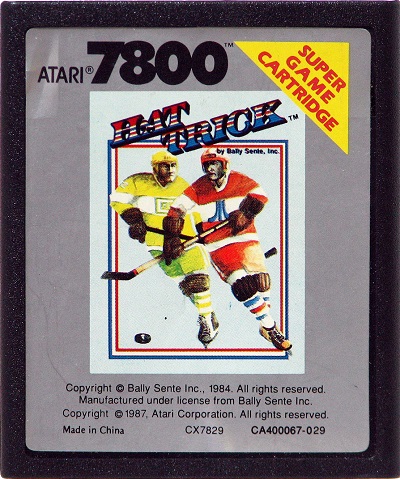 ATARI® 7800™
SUPER
GAME
CARTRIDGE
HAT
TRICK™
by Bally Sente, Inc.
Copyright © Bally Sente Inc., 1984. All rights reserved.
Manufactured under license from Bally Sente Inc.
Copyright ©1987, Atari Corporation. All rights reserved.
Made in China CX7829 CA400067-029